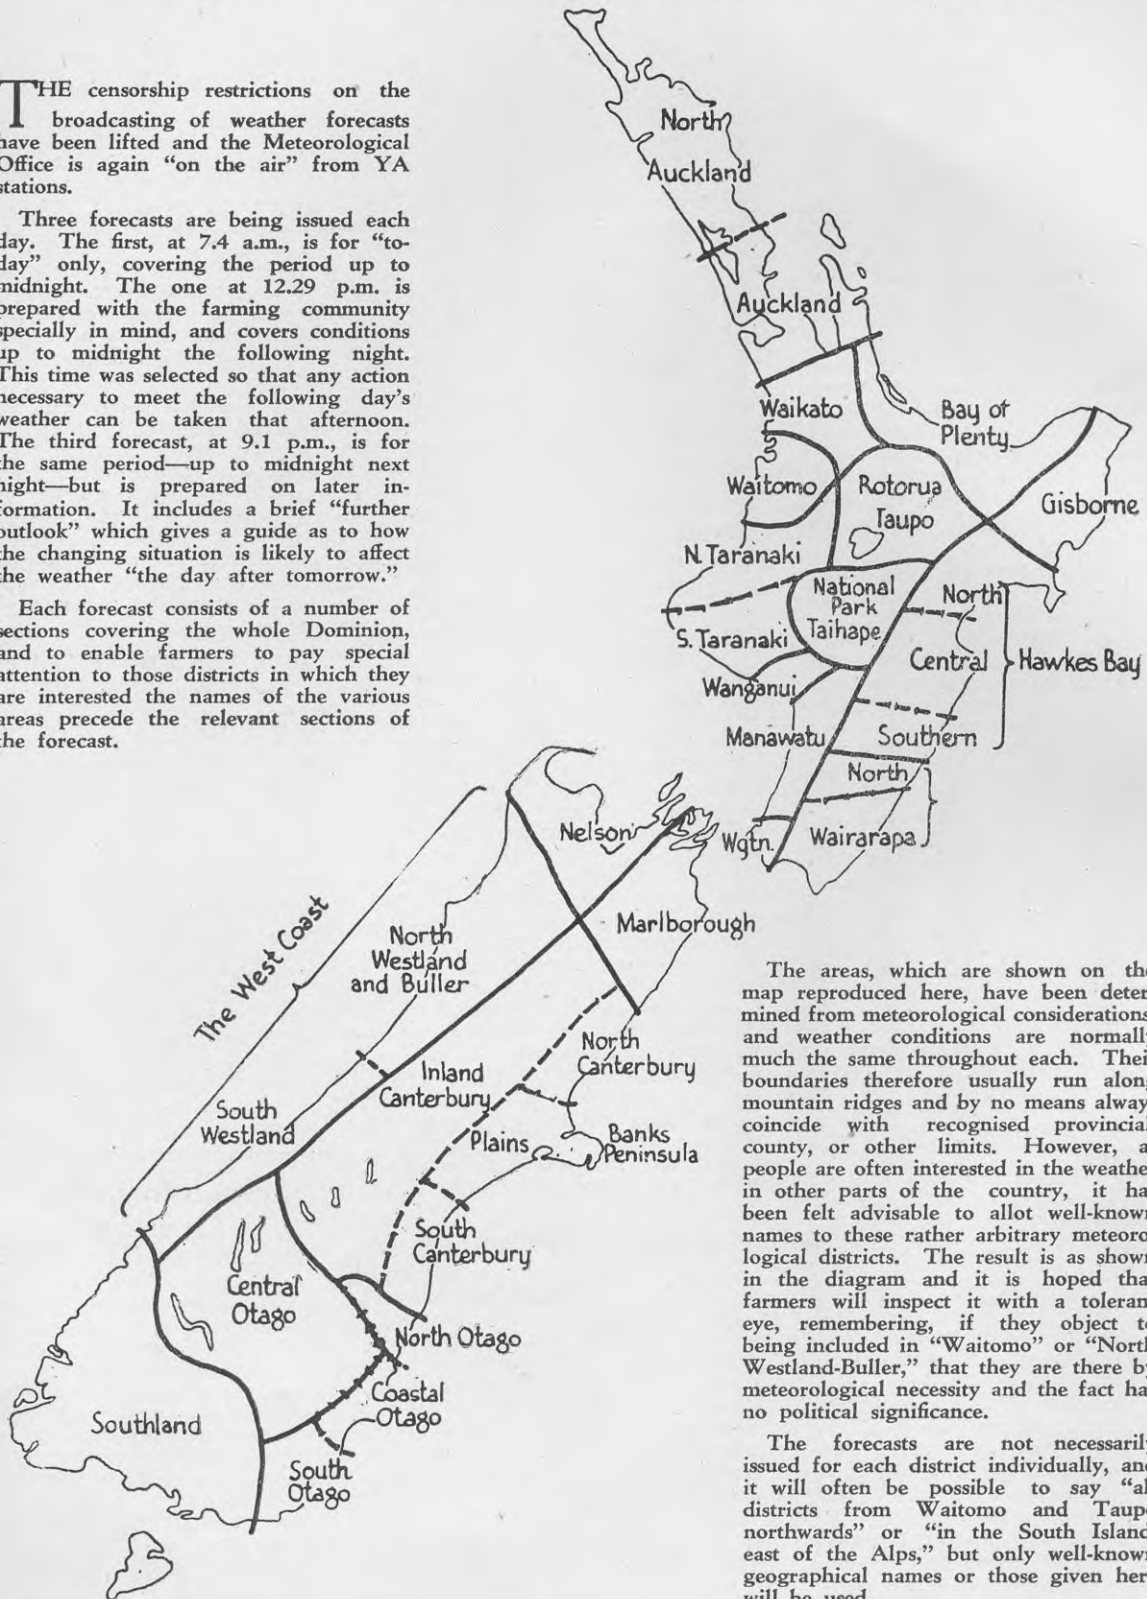 THE censorship restrictions on the
broadcasting of weather forecasts
have been lifted and the Meteorological
Office is again “on the air” from YA
stations.
Three forecasts are being issued each
day. The first, at 7.4 a.m., is for “to-
day” only, covering the period up to
midnight. The one at 12.29 p.m. is
prepared with the farming community
specially in mind, and covers conditions
up to midnight the following night.
This time was selected so that any action
necessary to meet the following day's
weather can be taken that afternoon.
The third forecast, at 9.1 p.m., is for
the same period—up to midnight next
night—but is prepared on later in-
formation. It includes a brief “further
outlook” which gives a guide as to how
the changing situation is likely to affect
the weather “the day after tomorrow.”
Each forecast consists of a number of
sections covering the whole Dominion,
and to enable farmers to pay special
attention to those districts in which they
are interested the names of the various
areas precede the relevant sections of
the forecast.
North
Auckland
Auckland
Waikato
Bay of
Plenty
Waitomo
Rotorua
Taupo
Gisborne
N. Taranaki
National
Park
Taihape
North
S. Taranaki
Central
Hawkes Bay
Wanganui
Manawatu
Southern
North
Wgtn.
Wairarapa
Nelson
The West Coast
North
Westland
and Buller
Marlborough
North
Canterbury
Inland
Canterbury
South
Westland
Plains
Banks
Peninsula
South
Canterbury
Central
Otago
North Otago
Coastal
Otago
Southland
South
Otago
The areas, which are shown on the
map reproduced here, have been deter
mined from meteorological considerations
and weather conditions are normall
much the same throughout each. Thei
boundaries therefore usually run along
mountain ridges and by no means alway
coincide with recognised provincial
county, or other limits. However, a
people are often interested in the weathe
in other parts of the country, it ha
been felt advisable to allot well-known
names to these rather arbitrary meteoro
logical districts. The result is as shown
in the diagram and it is hoped tha
farmers will inspect it with a toleran
eye, remembering, if they object to
being included in “Waitomo” or “North
Westland-Buller,” that they are there by
meteorological necessity and the fact ha
no political significance.
The forecasts are not necessaril
issued for each district individually, and
it will often be possible to say “al
districts from Waitomo and Taupo
northwards” or “in the South Island
east of the Alps,” but only well-known
geographical names or those given her
will be used.